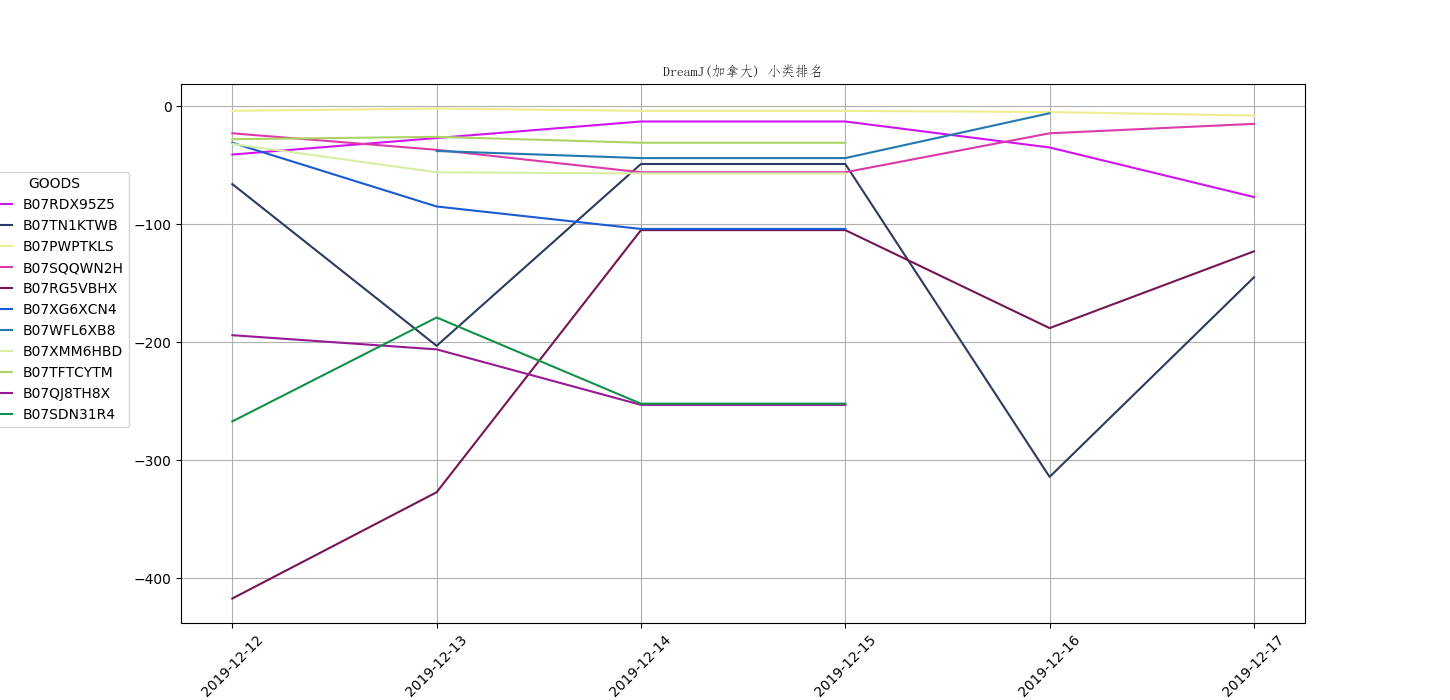 DreamJ(加拿大) 小类排名
GOODS
B07RDX95Z5
B07TN1KTWB
B07PWPTKLS
B07SQQWN2H
B07RG5VBHX
B07XG6XCN4
B07WFL6XB8
B07XMM6HBD
B07TFTCYTM
B07QJ8TH8X
B07SDN31R4
0
−100
−200
−300
−400
2019-12-12
2019-12-13
2019-12-14
2019-12-15
2019-12-16
2019-12-17